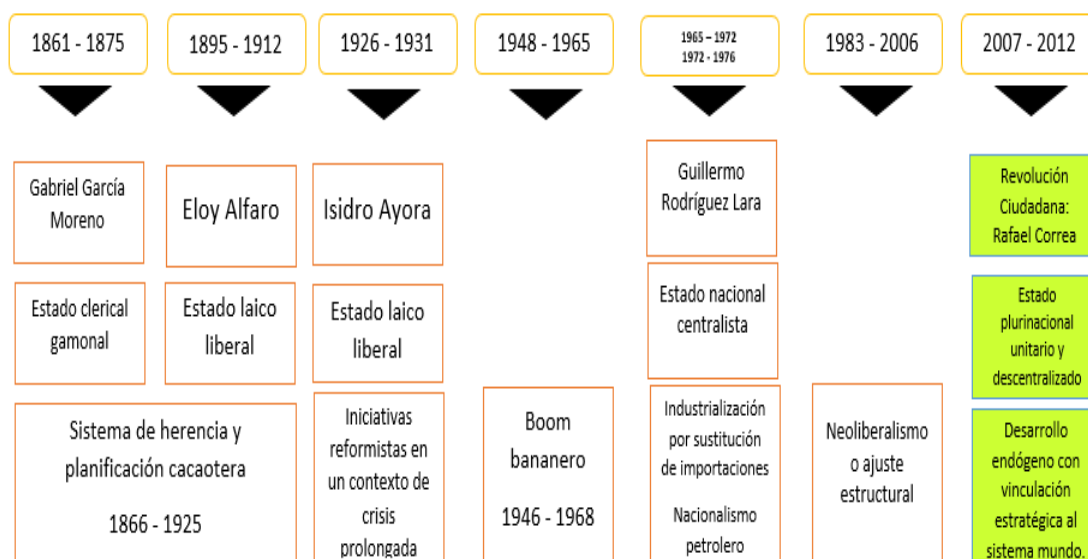 1861 - 1875
1895 - 1912
1926 - 1931
1948 - 1965
1965 – 1972
1972 - 1976
1983 - 2006
2007 - 2012
Gabriel García
Moreno
Eloy Alfaro
Isidro Ayora
Guillermo
Rodríguez Lara
Revolución
Ciudadana:
Rafael Correa
Estado clerical
gamonal
Estado laico
liberal
Estado laico
liberal
Estado nacional
centralista
Estado
plurinacional
unitario y
descentralizado
Sistema de herencia y
planificación cacaotera
1866 - 1925
Iniciativas
reformistas en
un contexto de
crisis
prolongada
Boom
bananero
1946 - 1968
Industrialización
por sustitución
de importaciones
Nacionalismo
petrolero
Neoliberalismo
o ajuste
estructural
Desarrollo
endógeno con
vinculación
estratégica al
sistema mundo.